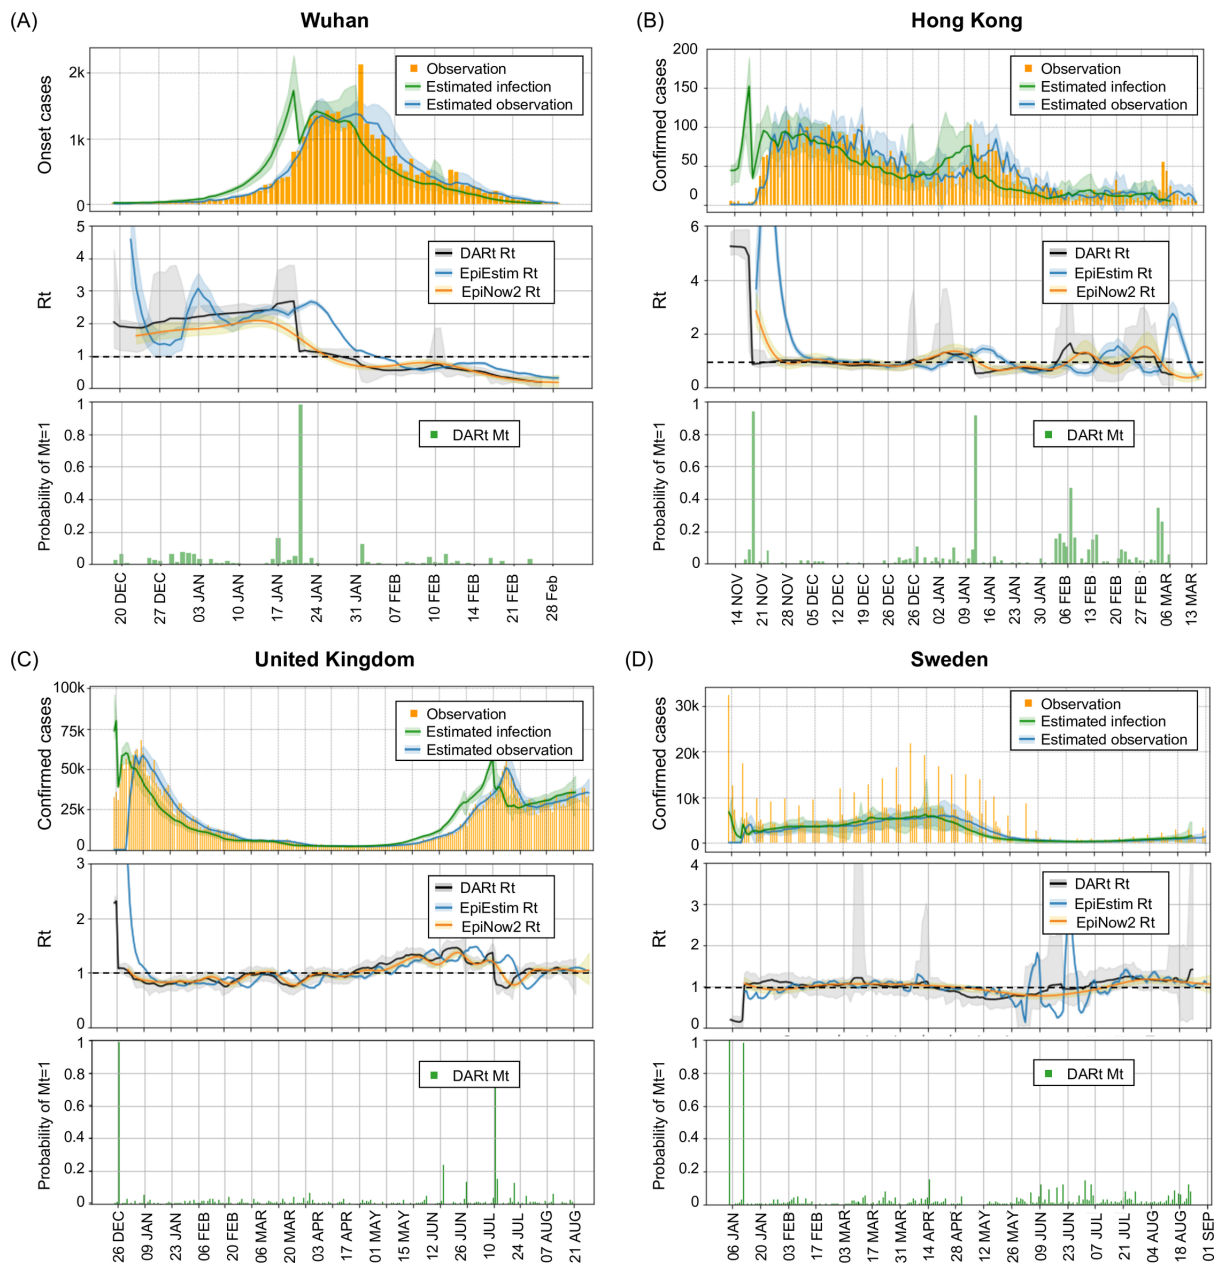 (A)
Wuhan
Onset cases
2k
1k
0
Observation
Estimated infection
Estimated observation
Rt
5
4
3
2
1
0
DARt Rt
EpiEstim Rt
EpiNow2 Rt
Probability of Mt=1
1
0.8
0.6
0.4
0.2
0
DARt Mt
20 DEC
27 DEC
03 JAN
10 JAN
17 JAN
24 JAN
31 JAN
07 FEB
10 FEB
14 FEB
21 FEB
28 Feb
(B)
Hong Kong
Confirmed cases
200
150
100
50
0
Observation
Estimated infection
Estimated observation
Rt
6
4
2
1
0
DARt Rt
EpiEstim Rt
EpiNow2 Rt
Probability of Mt=1
1
0.8
0.6
0.4
0.2
0
DARt Mt
14 NOV
21 NOV
28 NOV
05 DEC
12 DEC
19 DEC
26 DEC
26 DEC
02 JAN
09 JAN
16 JAN
23 JAN
30 JAN
06 FEB
13 FEB
20 FEB
27 FEB
06 MAR
13 MAR
(C)
United Kingdom
Confirmed cases
100k
75k
50k
25k
0
Observation
Estimated infection
Estimated observation
Rt
3
2
1
0
DARt Rt
EpiEstim Rt
EpiNow2 Rt
Probability of Mt=1
1
0.8
0.6
0.4
0.2
0
DARt Mt
26 DEC
09 JAN
23 JAN
06 FEB
20 FEB
06 MAR
20 MAR
03 APR
17 APR
01 MAY
15 MAY
12 JUN
26 JUN
10 JUL
24 JUL
07 AUG
21 AUG
(D)
Sweden
Confirmed cases
30k
20k
10k
0
Observation
Estimated infection
Estimated observation
Rt
4
3
2
1
0
DARt Rt
EpiEstim Rt
EpiNow2 Rt
Probability of Mt=1
1
0.8
0.6
0.4
0.2
0
DARt Mt
06 JAN
20 JAN
03 FEB
17 FEB
03 MAR
17 MAR
31 MAR
14 APR
28 APR
12 MAY
26 MAY
09 JUN
23 JUN
07 JUL
21 JUL
04 AUG
18 AUG
01 SEP